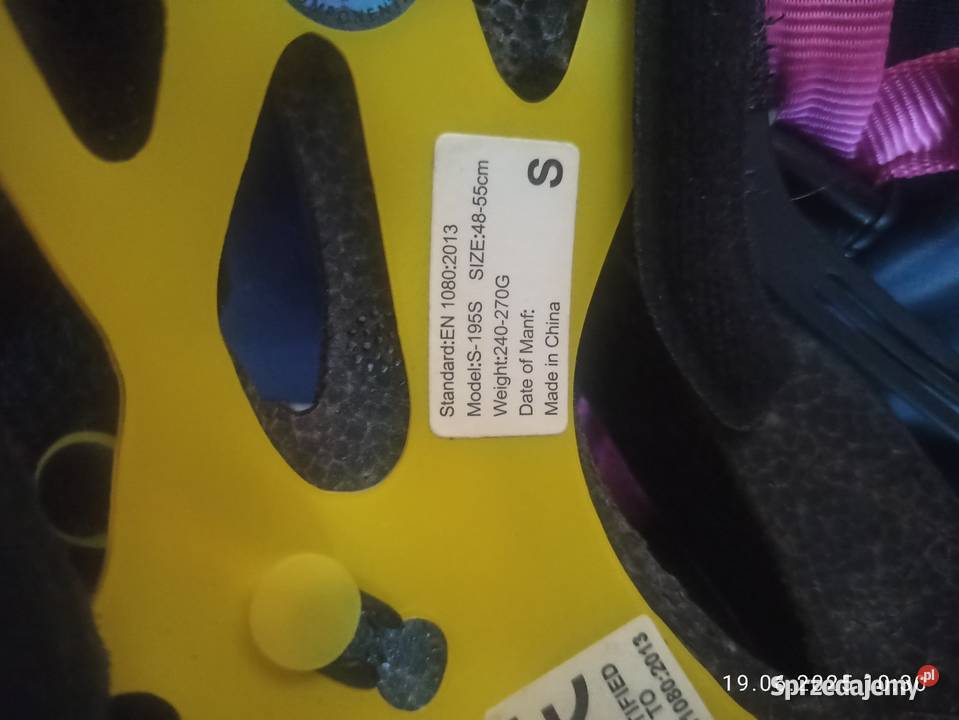 OMPONENT
Standard:EN 1080:2013
Model:S-195S SIZE:48-55cm
Weight:240-270G
Date of Manf:
Made in China
S
TIFIED
TO
1080:2013
Sprzedajemy.pl